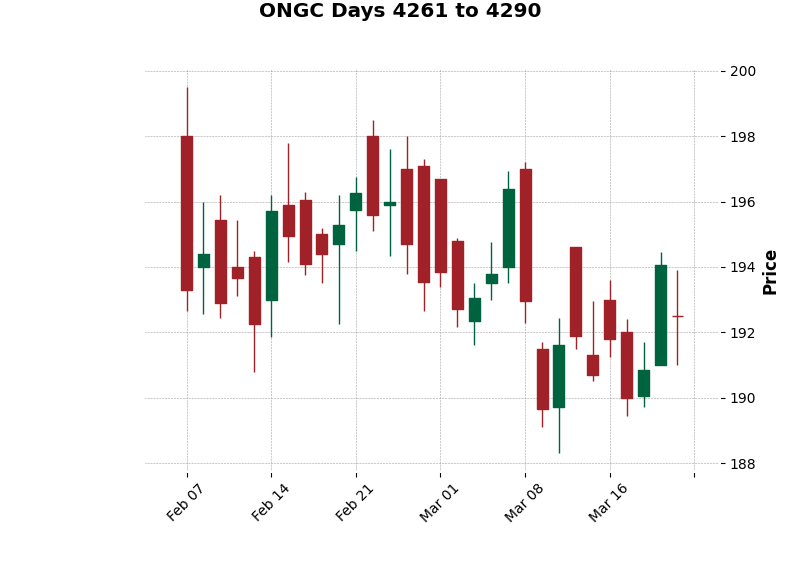 ONGC Days 4261 to 4290
200
198
196
194
192
190
188
Price
Feb 07
Feb 14
Feb 21
Mar 01
Mar 08
Mar 16